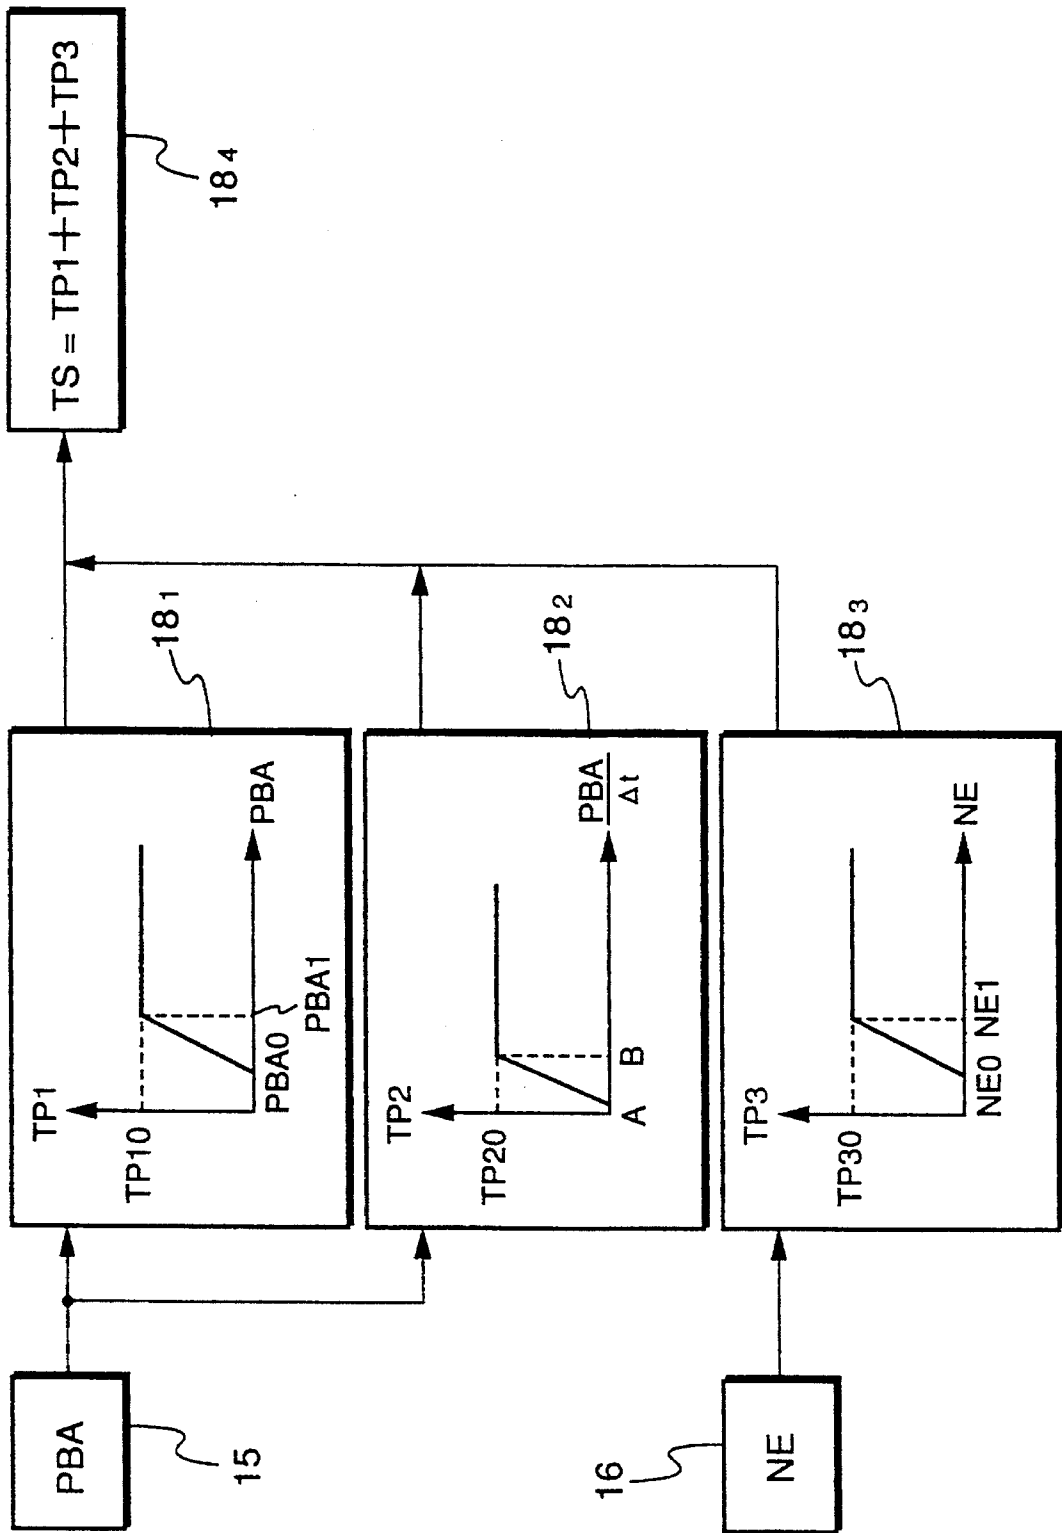 PBA
15
TP1
TP10
PBA0
PBA1
PBA
18₁
TP2
TP20
A
B
PBA
Δt
18₂
NE
16
TP3
TP30
NE0
NE1
NE
18₃
TS = TP1+TP2+TP3
18₄